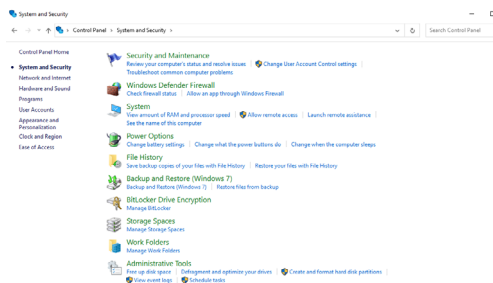 System and Security
Control Panel > System and Security >
Search Control Panel
Control Panel Home
System and Security
Network and Internet
Hardware and Sound
Programs
User Accounts
Appearance and
Personalization
Clock and Region
Ease of Access
Security and Maintenance
Review your computer's status and resolve issues | Change User Account Control settings |
Troubleshoot common computer problems
Windows Defender Firewall
Check firewall status | Allow an app through Windows Firewall
System
View amount of RAM and processor speed | Allow remote access | Launch remote assistance |
See the name of this computer
Power Options
Change battery settings | Change what the power buttons do | Change when the computer sleeps
File History
Save backup copies of your files with File History | Restore your files with File History
Backup and Restore (Windows 7)
Backup and Restore (Windows 7) | Restore files from backup
BitLocker Drive Encryption
Manage BitLocker
Storage Spaces
Manage Storage Spaces
Work Folders
Manage Work Folders
Administrative Tools
Free up disk space | Defragment and optimize your drives | Create and format hard disk partitions |
View event logs | Schedule tasks